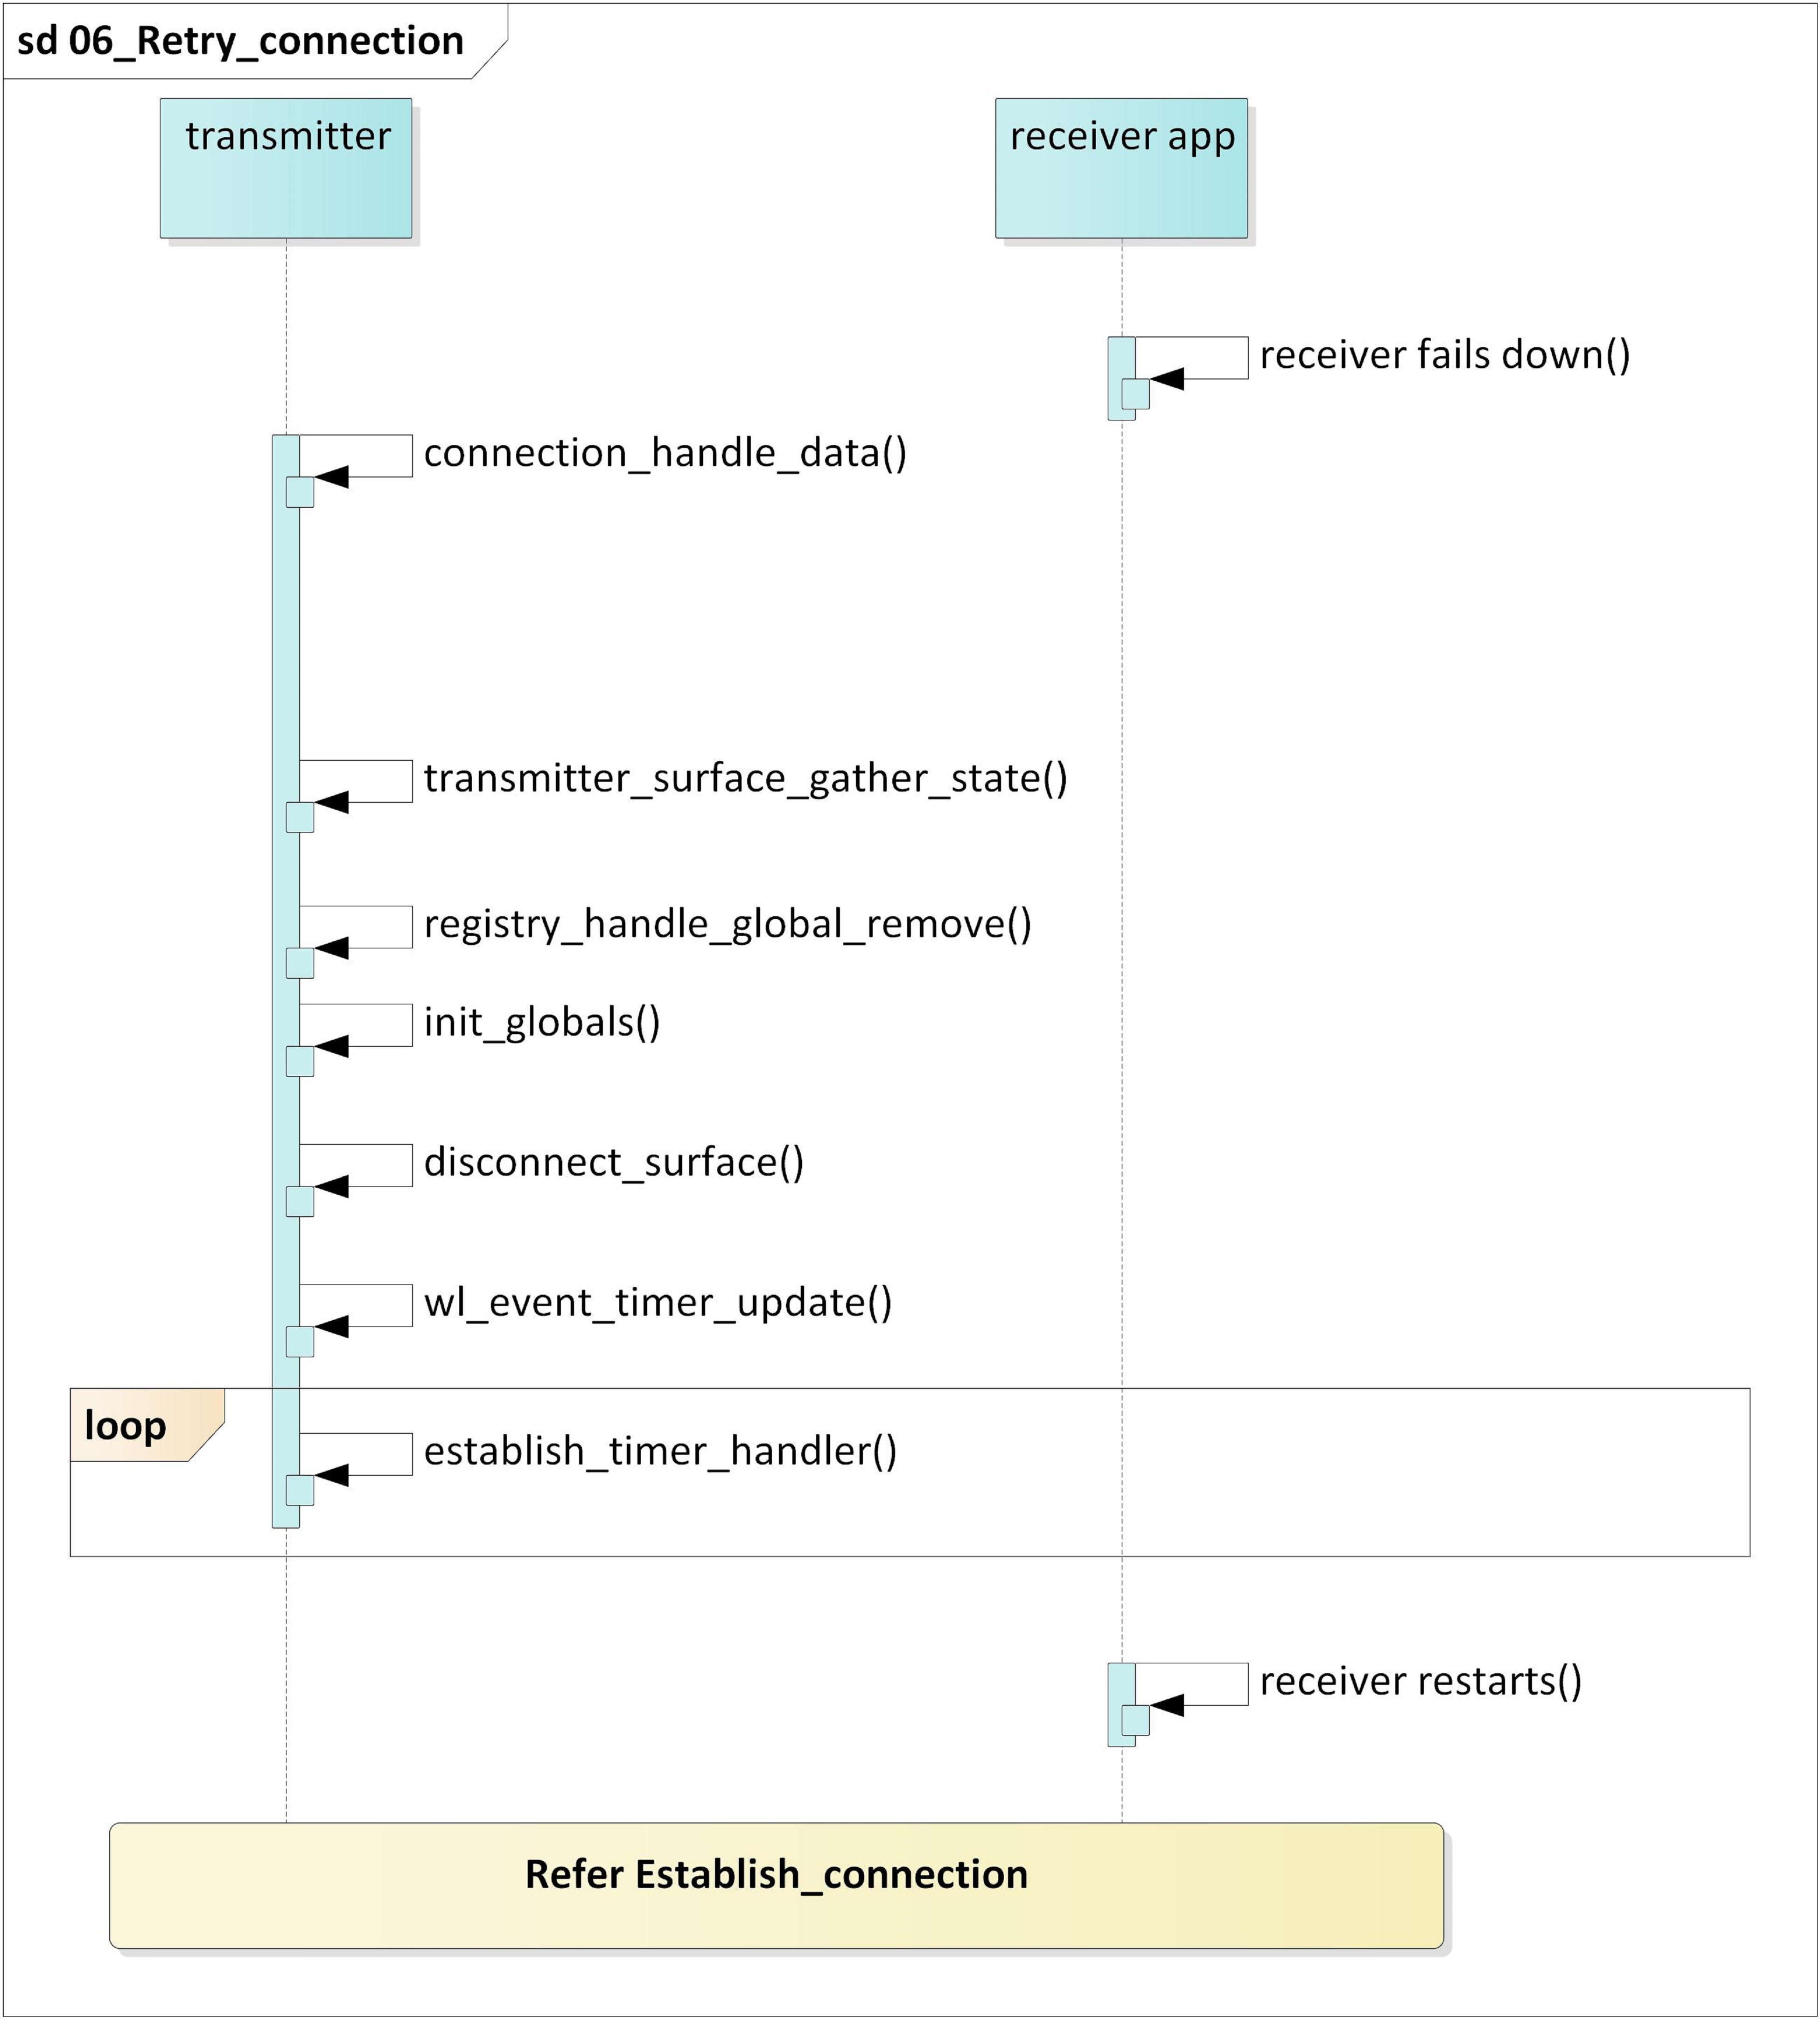 sd 06_Retry_connection
transmitter
receiver app
receiver fails down()
connection_handle_data()
transmitter_surface_gather_state()
registry_handle_global_remove()
init_globals()
disconnect_surface()
wl_event_timer_update()
loop
establish_timer_handler()
receiver restarts()
Refer Establish_connection